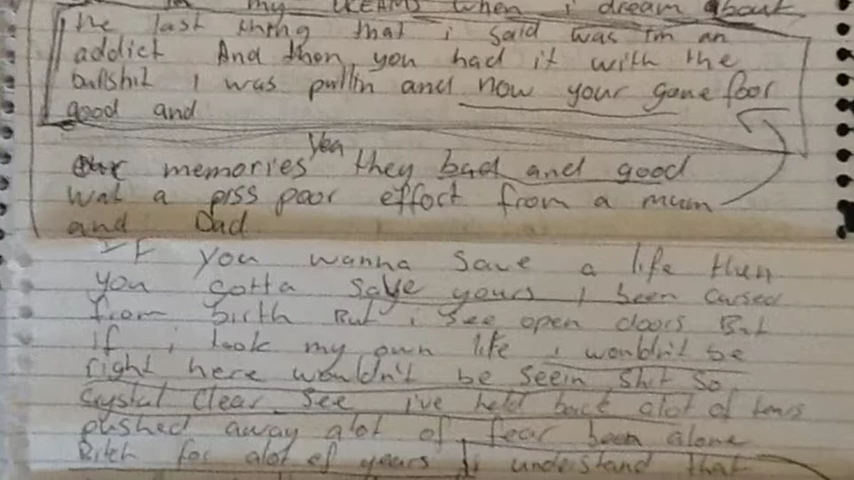 my DREAMS when i dream about
The last thing that i said was I'm an
addict And then you had it with the
bullshit I was pullin and now your gone foor
good and
Our memories Yea they bad and good
wat a piss poor effort from a mum
and Dad
If you wanna save a life then
you gotta save yours I been cursed
from birth But i see open doors But
if i took my own life i wouldn't be
right here wouldn't be seein shit so
Crystal Clear See i've held back alot of tears
pushed away alot of fear been alone
Bitch for alot of years I understand that